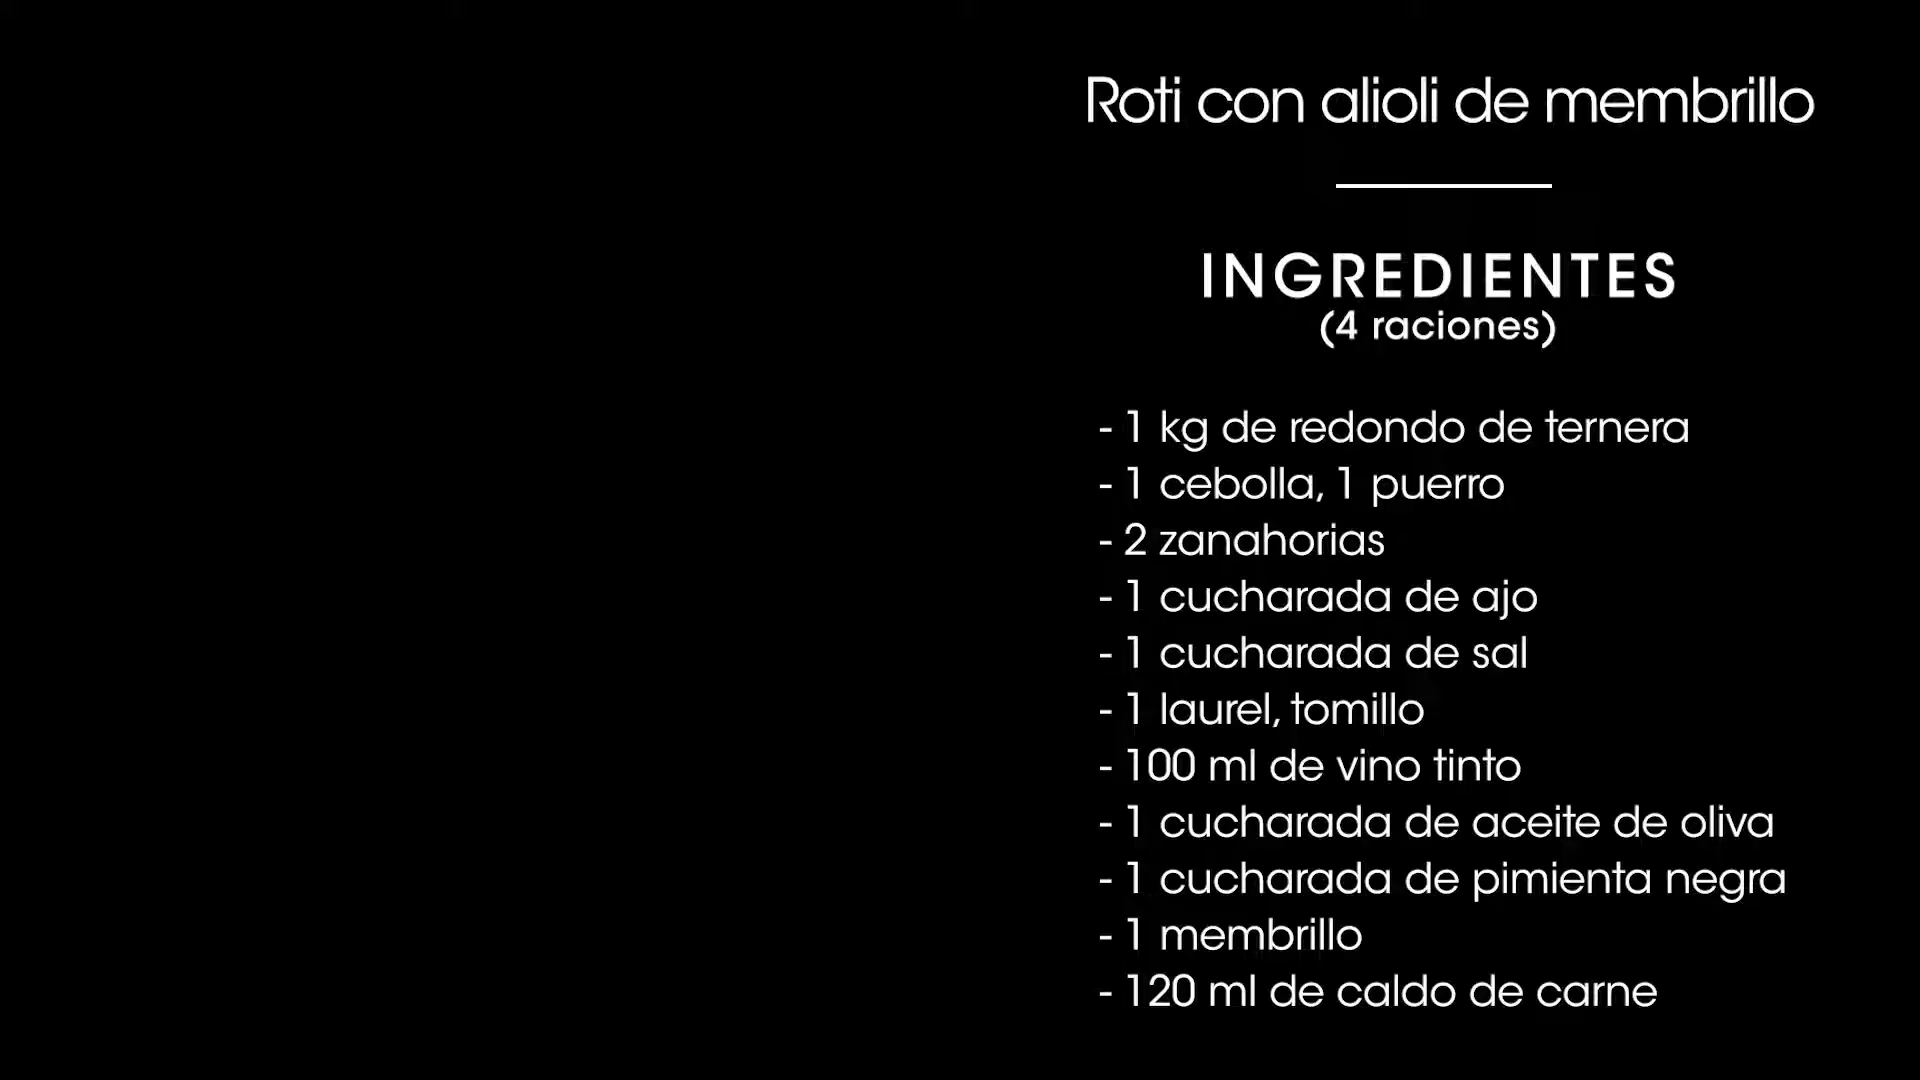 Roti con alioli de membrillo
INGREDIENTES
(4 raciones)
- 1 kg de redondo de ternera
- 1 cebolla, 1 puerro
- 2 zanahorias
- 1 cucharada de ajo
- 1 cucharada de sal
- 1 laurel, tomillo
- 100 ml de vino tinto
- 1 cucharada de aceite de oliva
- 1 cucharada de pimienta negra
- 1 membrillo
- 120 ml de caldo de carne